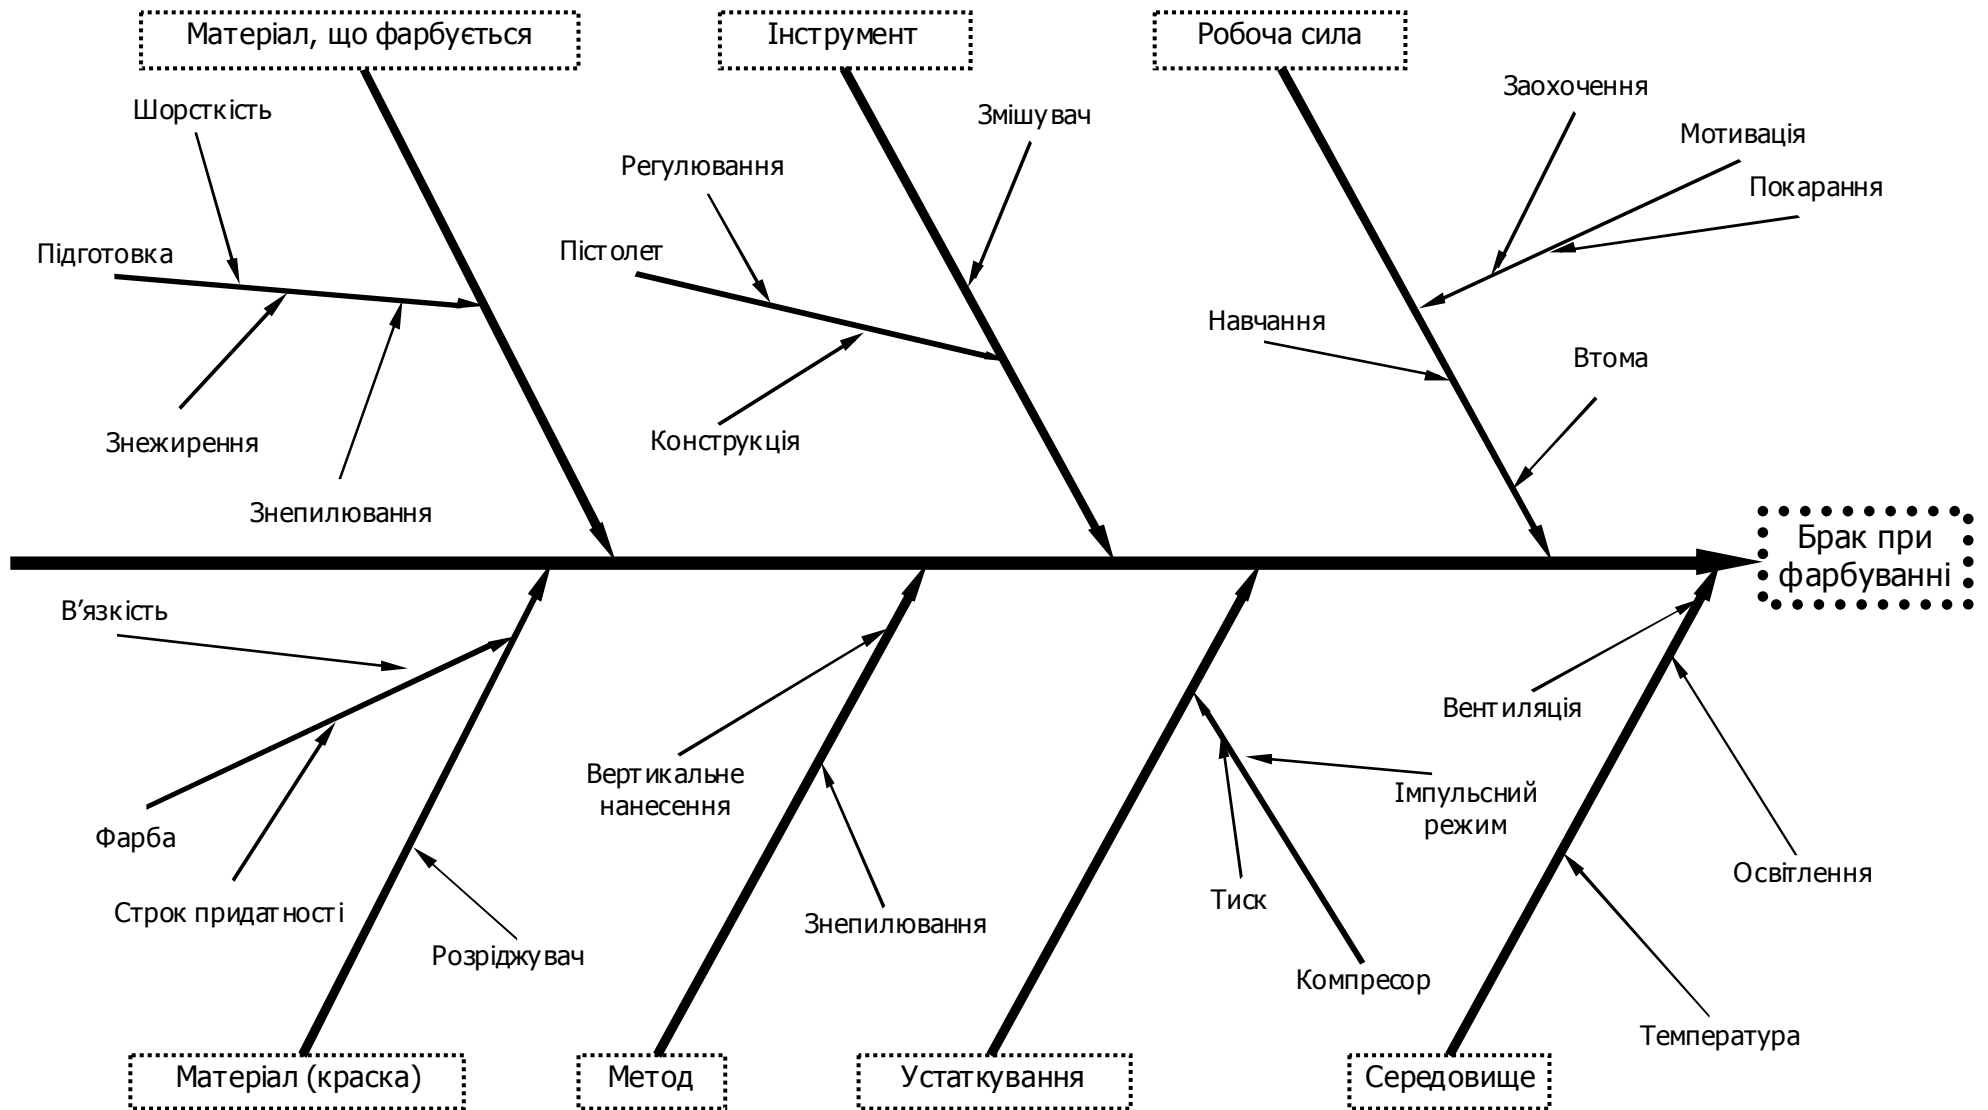 Матеріал, що фарбується
Інструмент
Робоча сила
Шорсткість
Змішувач
Заохочення
Мотивація
Регулювання
Покарання
Підготовка
Пістолет
Навчання
Втома
Знежирення
Конструкція
Знепилювання
Брак при
фарбуванні
В’язкість
Вентиляція
Вертикальне
нанесення
Імпульсний
режим
Фарба
Освітлення
Тиск
Строк придатності
Знепилювання
Розріджувач
Компресор
Температура
Матеріал (краска)
Метод
Устаткування
Середовище